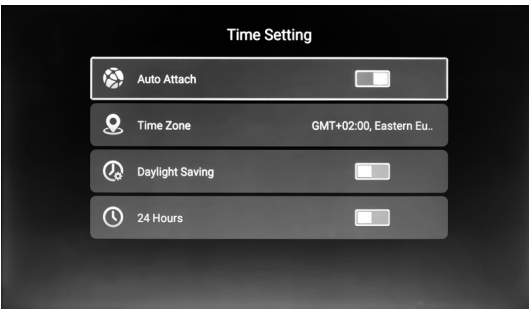 Time Setting
Auto Attach
Time Zone GMT+02:00, Eastern Eu..
Daylight Saving
24 Hours